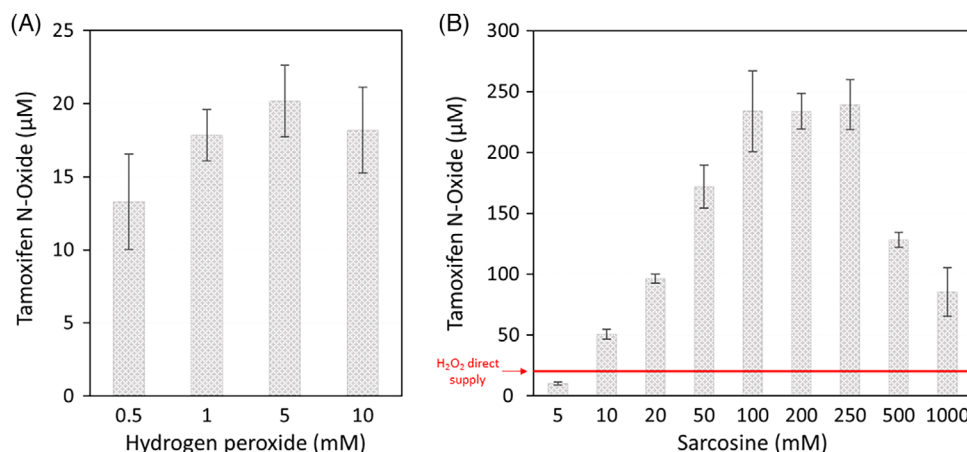 (A)
Tamoxifen N-Oxide (µM)
25
20
15
10
5
0
0.5 1 5 10
Hydrogen peroxide (mM)
(B)
Tamoxifen N-Oxide (µM)
300
250
200
150
100
50
0
H₂O₂ direct
supply
5 10 20 50 100 200 250 500 1000
Sarcosine (mM)